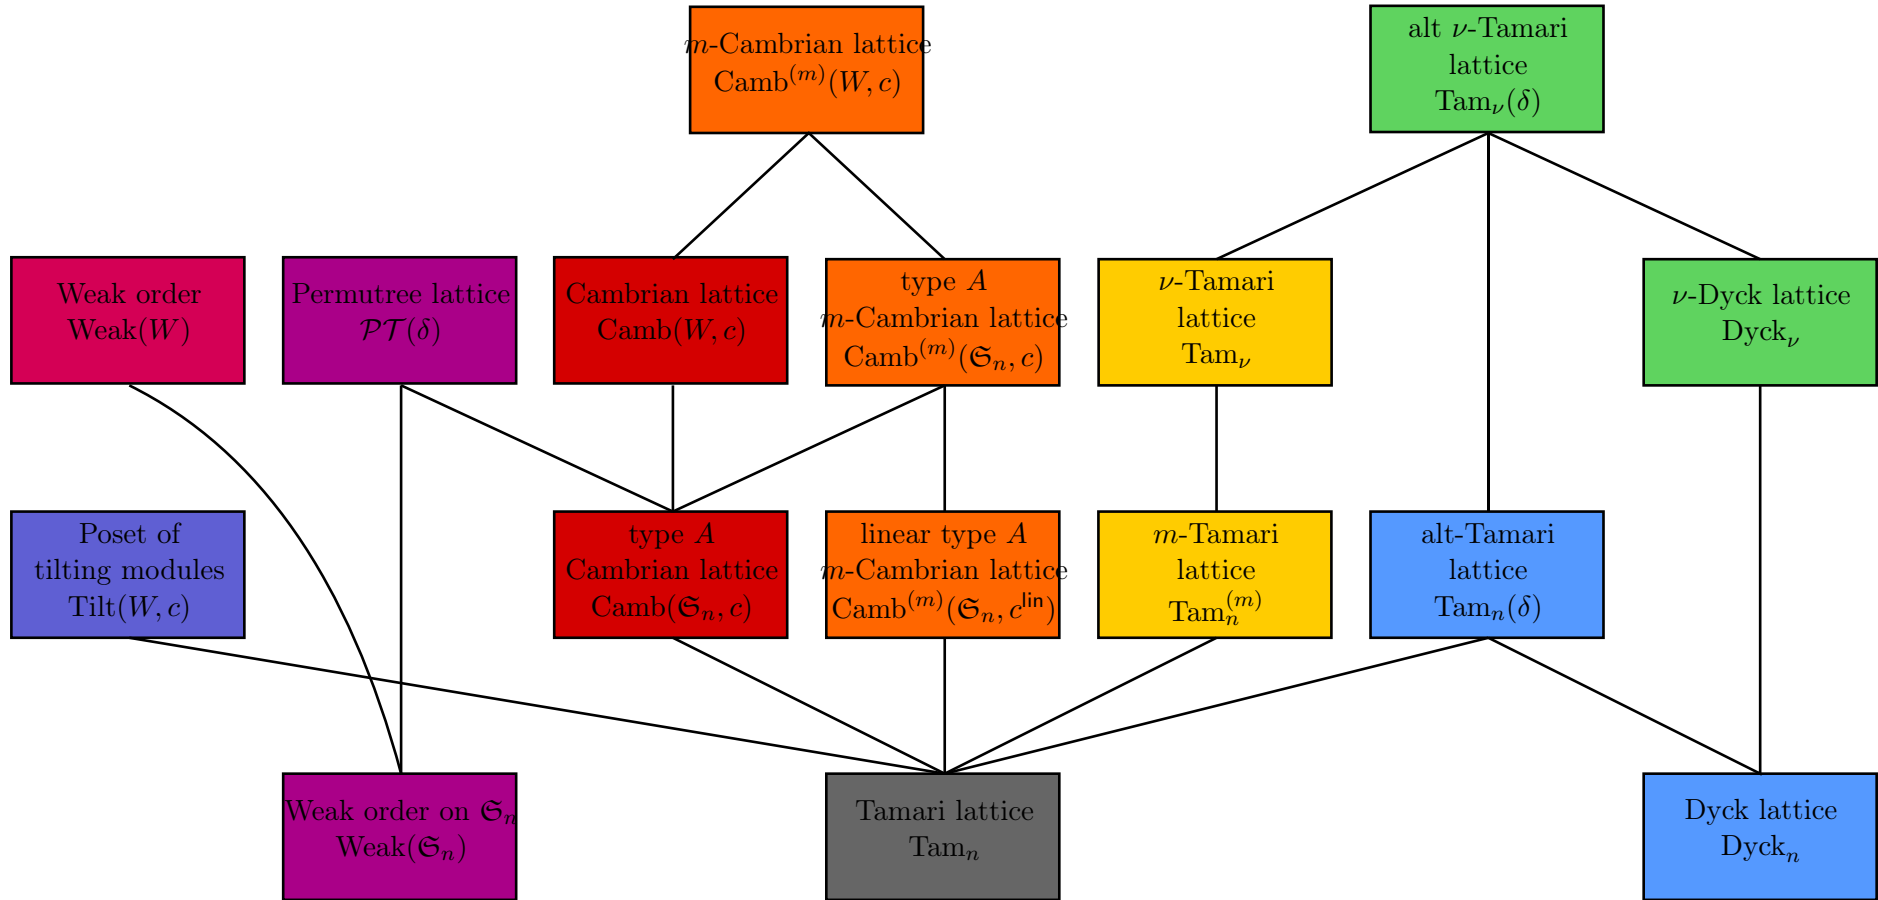 m-Cambrian lattice
Camb^(m)(W, c)
alt ν-Tamari
lattice
Tam_ν(δ)
Weak order
Weak(W)
Permutree lattice
𝒫𝒯(δ)
Cambrian lattice
Camb(W, c)
type A
m-Cambrian lattice
Camb^(m)(𝔖_n, c)
ν-Tamari
lattice
Tam_ν
ν-Dyck lattice
Dyck_ν
Poset of
tilting modules
Tilt(W, c)
type A
Cambrian lattice
Camb(𝔖_n, c)
linear type A
m-Cambrian lattice
Camb^(m)(𝔖_n, c^lin)
m-Tamari
lattice
Tam_n^(m)
alt-Tamari
lattice
Tam_n(δ)
Weak order on 𝔖_n
Weak(𝔖_n)
Tamari lattice
Tam_n
Dyck lattice
Dyck_n